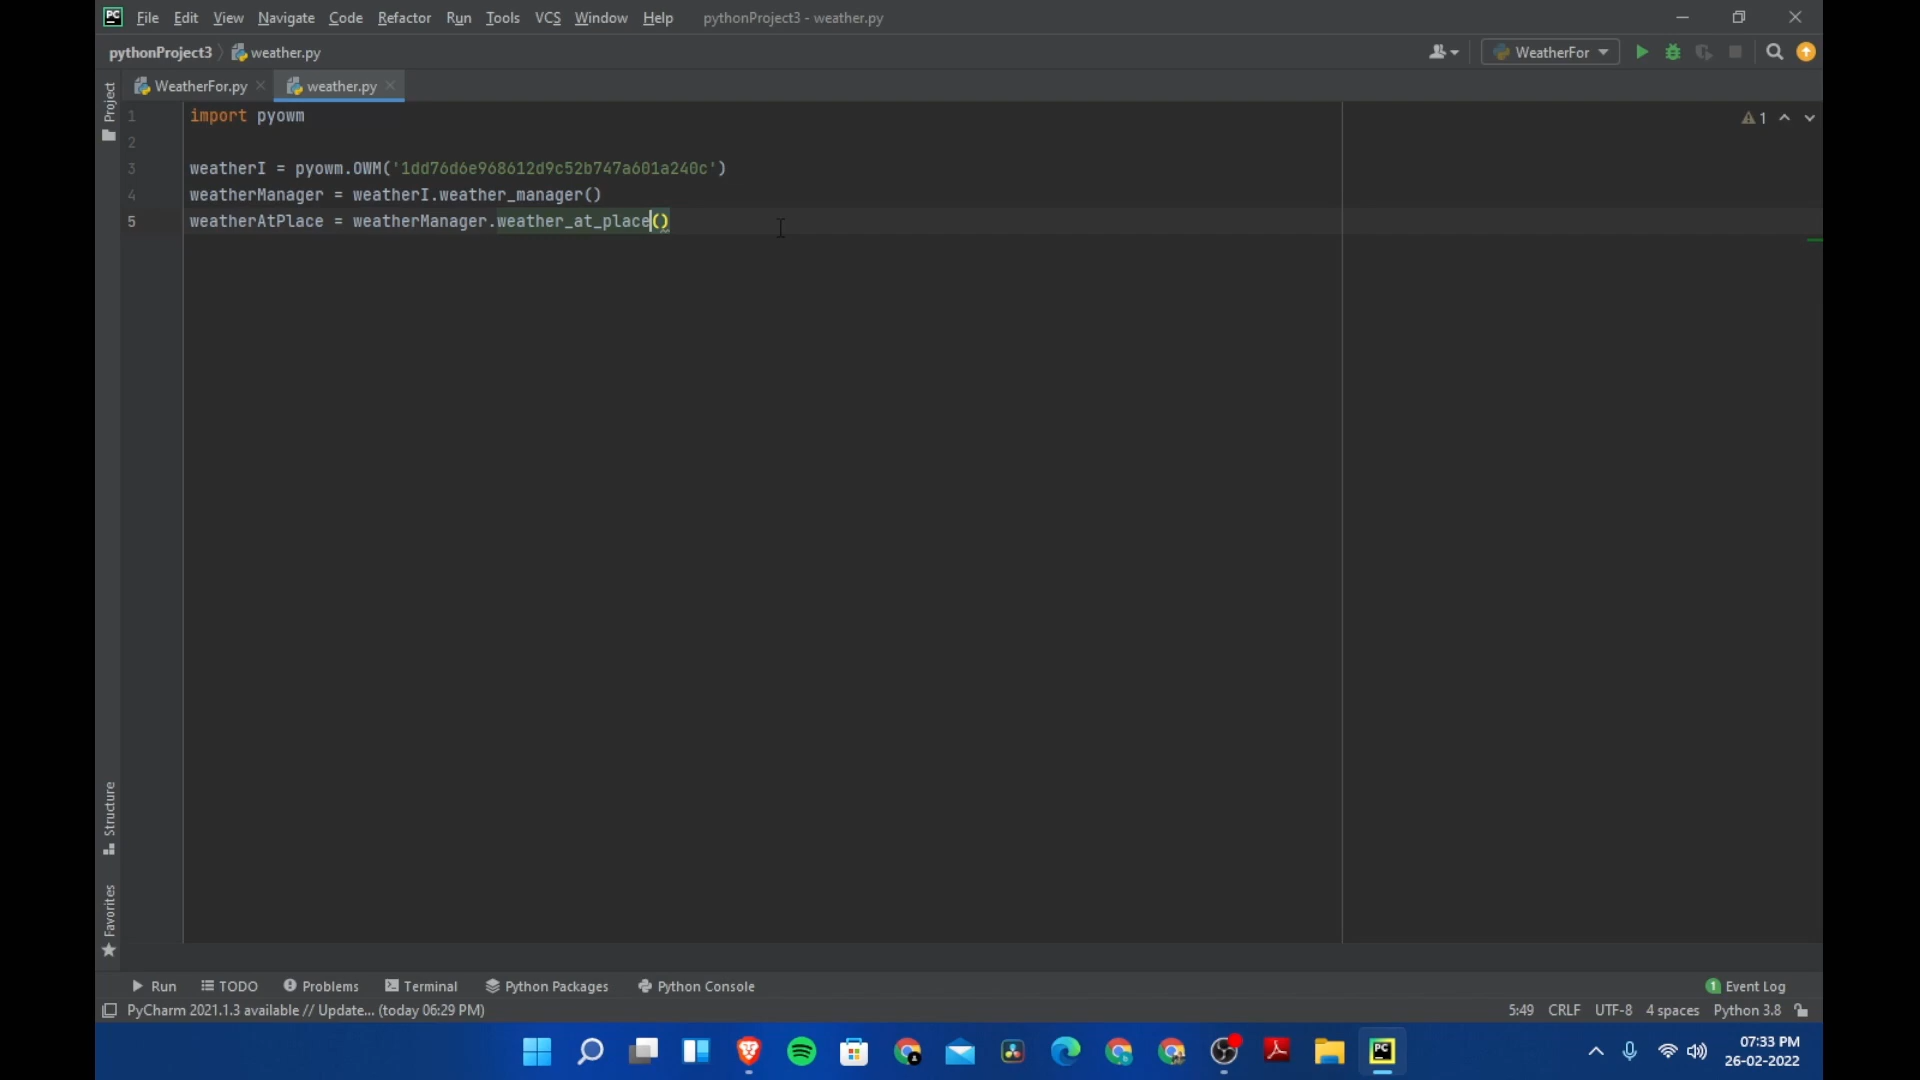 PC File Edit View Navigate Code Refactor Run Tools VCS Window Help pythonProject3 - weather.py
pythonProject3 weather.py WeatherFor
WeatherFor.py weather.py
Project
1 import pyowm
1
2
3 weatherI = pyowm.OWM('1dd76d6e968612d9c52b747a601a240c')
4 weatherManager = weatherI.weather_manager()
5 weatherAtPlace = weatherManager.weather_at_place()
Structure
Favorites
Run TODO Problems Terminal Python Packages Python Console 1 Event Log
PyCharm 2021.1.3 available // Update... (today 06:29 PM) 5:49 CRLF UTF-8 4 spaces Python 3.8
PC 07:33 PM
26-02-2022